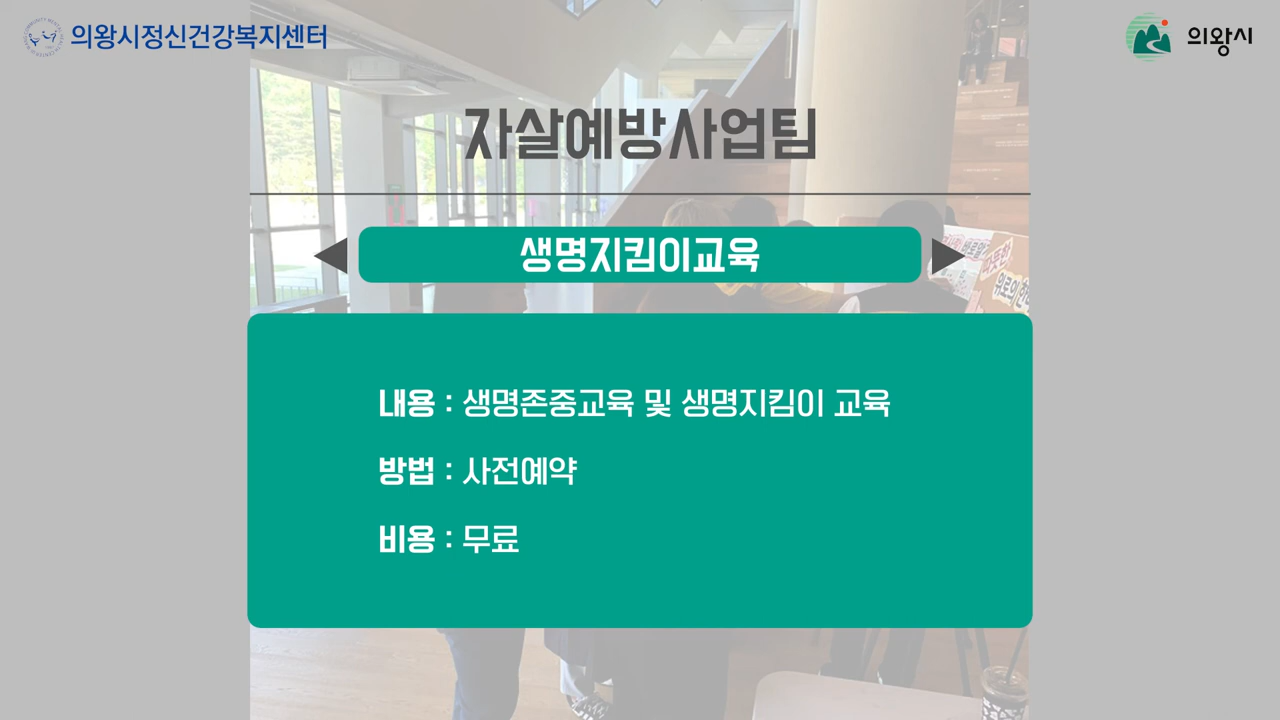 의왕시정신건강복지센터
의왕시
자살예방사업팀
생명지킴이교육
내용 : 생명존중교육 및 생명지킴이 교육
방법 : 사전예약
비용 : 무료